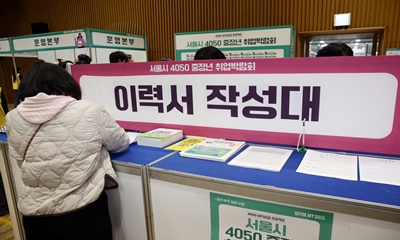 운영본부
운영본부
서울시 4050 중장년 취업박람회
서울시 4050 중장년 취업박람회
이력서 작성대
서울시
4050